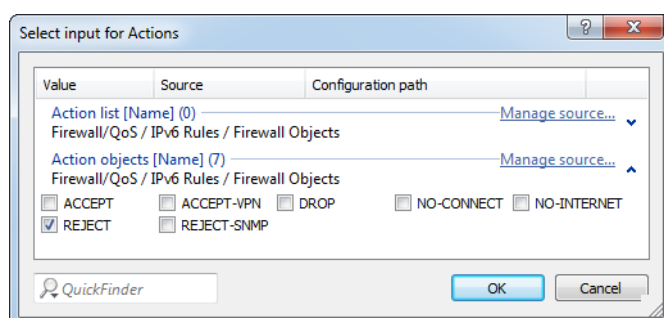 Select input for Actions
Value Source Configuration path
Action list [Name] (0) Manage source...
Firewall/QoS / IPv6 Rules / Firewall Objects
Action objects [Name] (7) Manage source...
Firewall/QoS / IPv6 Rules / Firewall Objects
ACCEPT ACCEPT-VPN DROP NO-CONNECT NO-INTERNET
REJECT REJECT-SNMP
QuickFinder OK Cancel